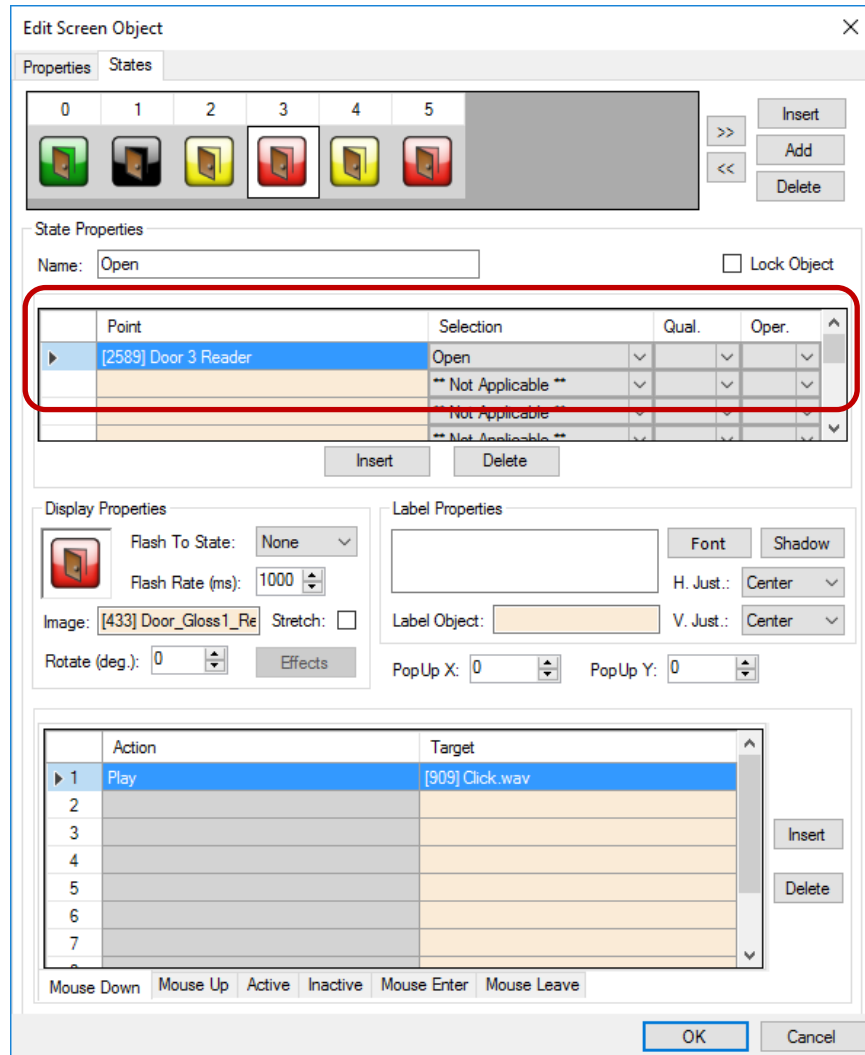 Edit Screen Object
Properties States
0 1 2 3 4 5
>> Insert
Add
<<
Delete
State Properties
Name: Open Lock Object
Point Selection Qual. Oper.
[2589] Door 3 Reader Open
** Not Applicable **
** Not Applicable **
** Not Applicable **
Insert Delete
Display Properties
Flash To State: None
Flash Rate (ms): 1000
Image: [433] Door_Gloss1_Re Stretch:
Rotate (deg.): 0 Effects
Label Properties
Font Shadow
H. Just.: Center
Label Object: V. Just.: Center
PopUp X: 0 PopUp Y: 0
Action Target
1 Play [909] Click.wav
2
3
4
5
6
7
Insert
Delete
Mouse Down Mouse Up Active Inactive Mouse Enter Mouse Leave
OK Cancel